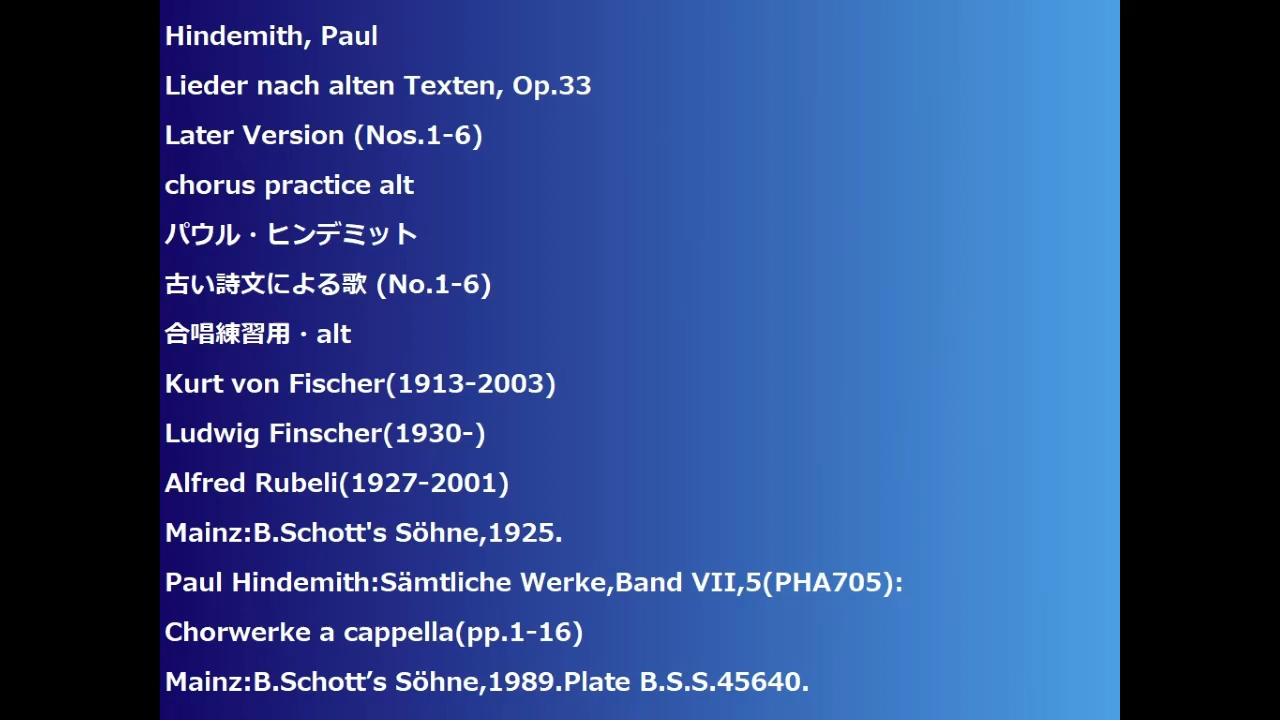 Hindemith, Paul
Lieder nach alten Texten, Op.33
Later Version (Nos.1-6)
chorus practice alt
パウル・ヒンデミット
古い詩文による歌 (No.1-6)
合唱練習用・alt
Kurt von Fischer(1913-2003)
Ludwig Finscher(1930-)
Alfred Rubeli(1927-2001)
Mainz:B.Schott's Söhne,1925.
Paul Hindemith:Sämtliche Werke,Band VII,5(PHA705):
Chorwerke a cappella(pp.1-16)
Mainz:B.Schott’s Söhne,1989.Plate B.S.S.45640.